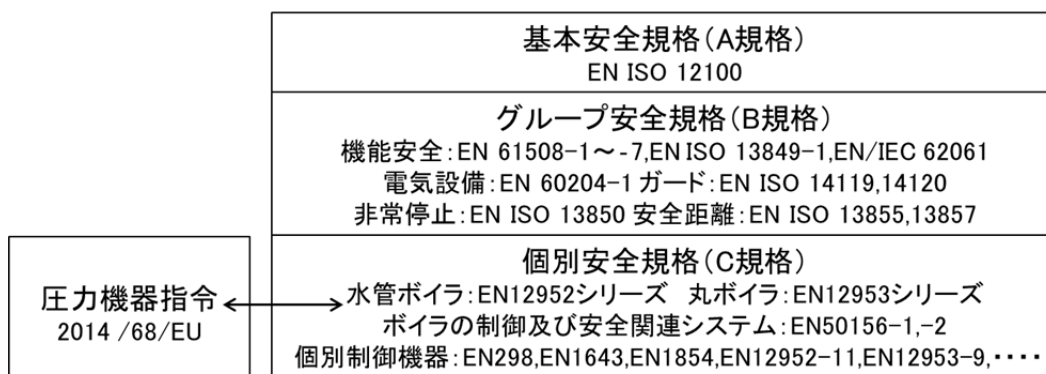 基本安全規格(A規格)
EN ISO 12100
グループ安全規格(B規格)
機能安全:EN 61508-1～-7,EN ISO 13849-1,EN/IEC 62061
電気設備:EN 60204-1 ガード:EN ISO 14119,14120
非常停止:EN ISO 13850 安全距離:EN ISO 13855,13857
圧力機器指令
2014 /68/EU
個別安全規格(C規格)
水管ボイラ:EN12952シリーズ 丸ボイラ:EN12953シリーズ
ボイラの制御及び安全関連システム:EN50156-1,-2
個別制御機器:EN298,EN1643,EN1854,EN12952-11,EN12953-9,････